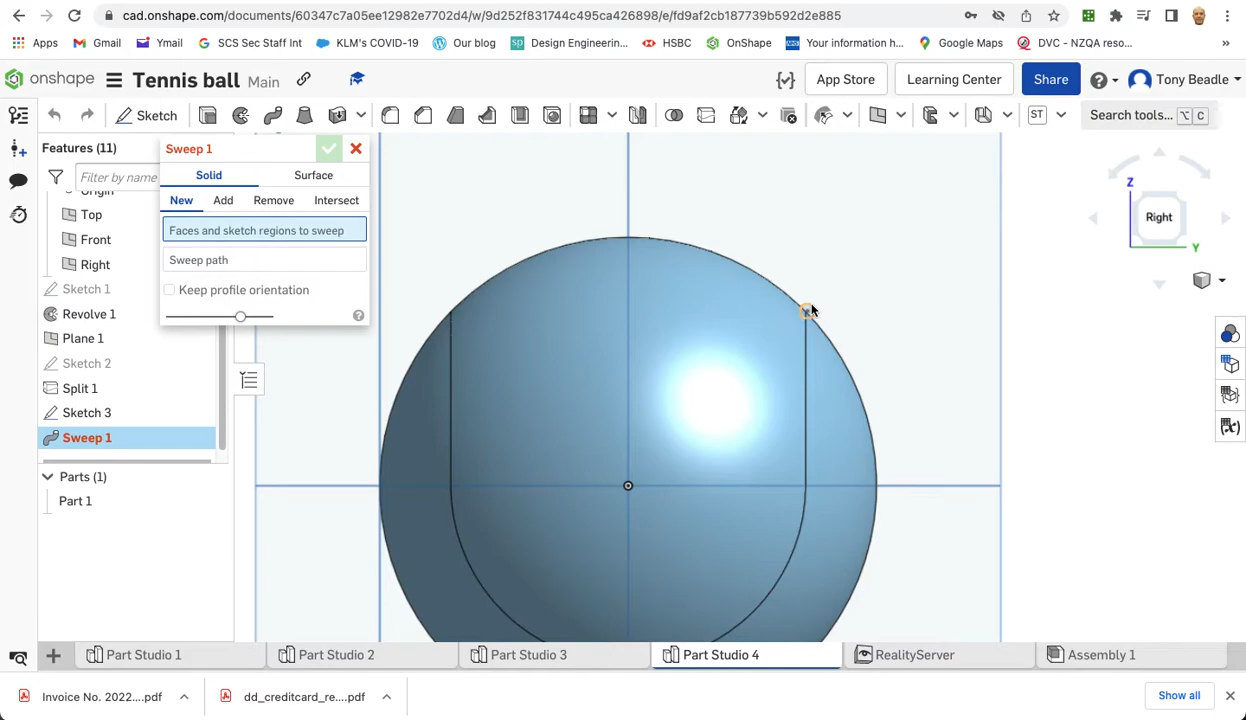 cad.onshape.com/documents/60347c7a05ee12982e7702d4/w/9d252f831744c495ca426898/e/fd9af2cb187739b592d2e885
Apps Gmail Ymail SCS Sec Staff Int KLM's COVID-19 Our blog Design Engineerin... HSBC OnShape Your information h... Google Maps DVC - NZQA reso... »
onshape Tennis ball Main App Store Learning Center Share Tony Beadle
Sketch ST Search tools... ⌥ C
Features (11)
Filter by name
Origin
Top
Front
Right
Sketch 1
Revolve 1
Plane 1
Sketch 2
Split 1
Sketch 3
Sweep 1
Parts (1)
Part 1
Sweep 1
Solid Surface
New Add Remove Intersect
Faces and sketch regions to sweep
Sweep path
Keep profile orientation
Z
Right
Y
Part Studio 1 Part Studio 2 Part Studio 3 Part Studio 4 RealityServer Assembly 1
Invoice No. 2022....pdf dd_creditcard_re....pdf Show all